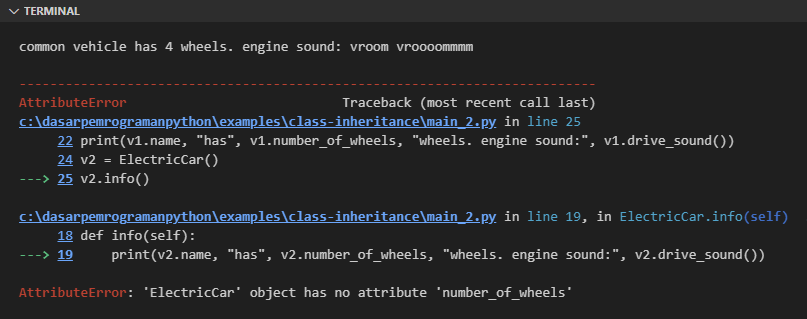 TERMINAL
common vehicle has 4 wheels. engine sound: vroom vroooommmm
---------------------------------------------------------------------------
AttributeError                            Traceback (most recent call last)
c:\dasarpemrogramanpython\examples\class-inheritance\main_2.py in line 25
     22 print(v1.name, "has", v1.number_of_wheels, "wheels. engine sound:", v1.drive_sound())
     24 v2 = ElectricCar()
---> 25 v2.info()
c:\dasarpemrogramanpython\examples\class-inheritance\main_2.py in line 19, in ElectricCar.info(self)
     18 def info(self):
---> 19     print(v2.name, "has", v2.number_of_wheels, "wheels. engine sound:", v2.drive_sound())
AttributeError: 'ElectricCar' object has no attribute 'number_of_wheels'